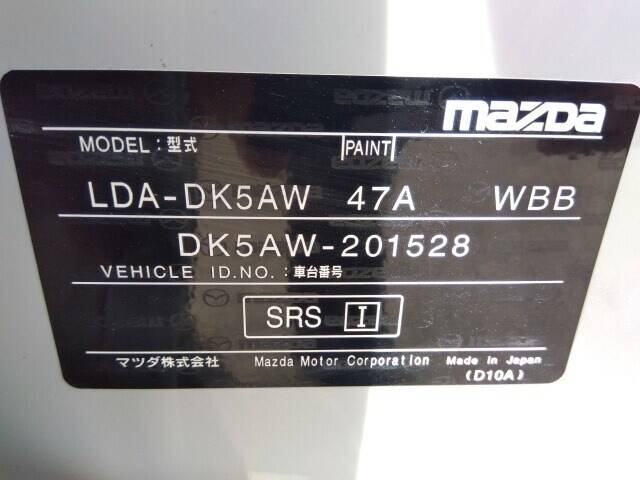 mazDa
MODEL : 型式 PAINT
LDA-DK5AW 47A WBB
DK5AW-201528
VEHICLE ID.NO. : 車台番号
SRS I
マツダ株式会社 Mazda Motor Corporation Made in Japan
(D10A)